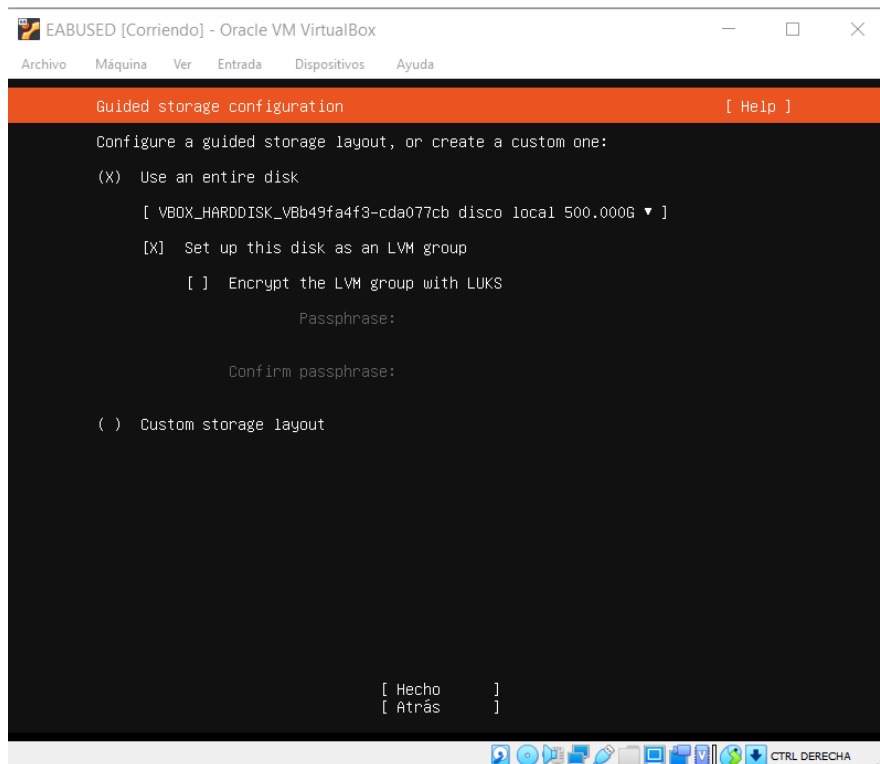 EABUSED [Corriendo] - Oracle VM VirtualBox
Archivo Máquina Ver Entrada Dispositivos Ayuda
Guided storage configuration [ Help ]
Configure a guided storage layout, or create a custom one:
(X) Use an entire disk
[ VBOX_HARDDISK_VBb49fa4f3-cda077cb disco local 500.000G ▾ ]
[X] Set up this disk as an LVM group
[ ] Encrypt the LVM group with LUKS
Passphrase:
Confirm passphrase:
( ) Custom storage layout
[ Hecho ]
[ Atrás ]
CTRL DERECHA